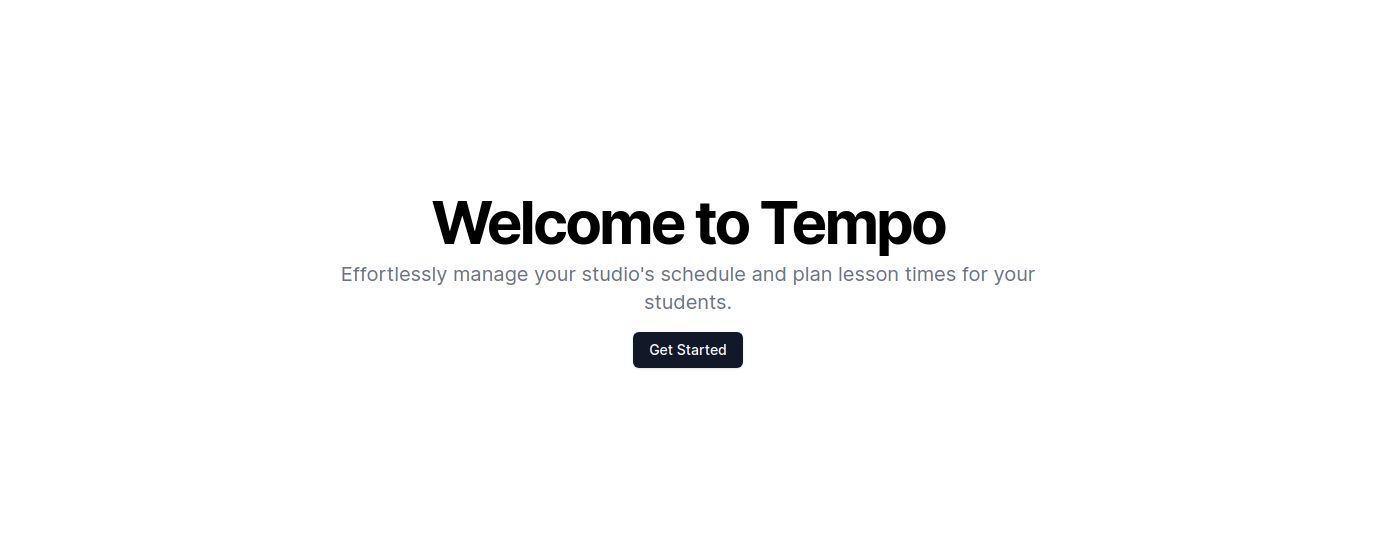 Welcome to Tempo
Effortlessly manage your studio's schedule and plan lesson times for your
students.
Get Started